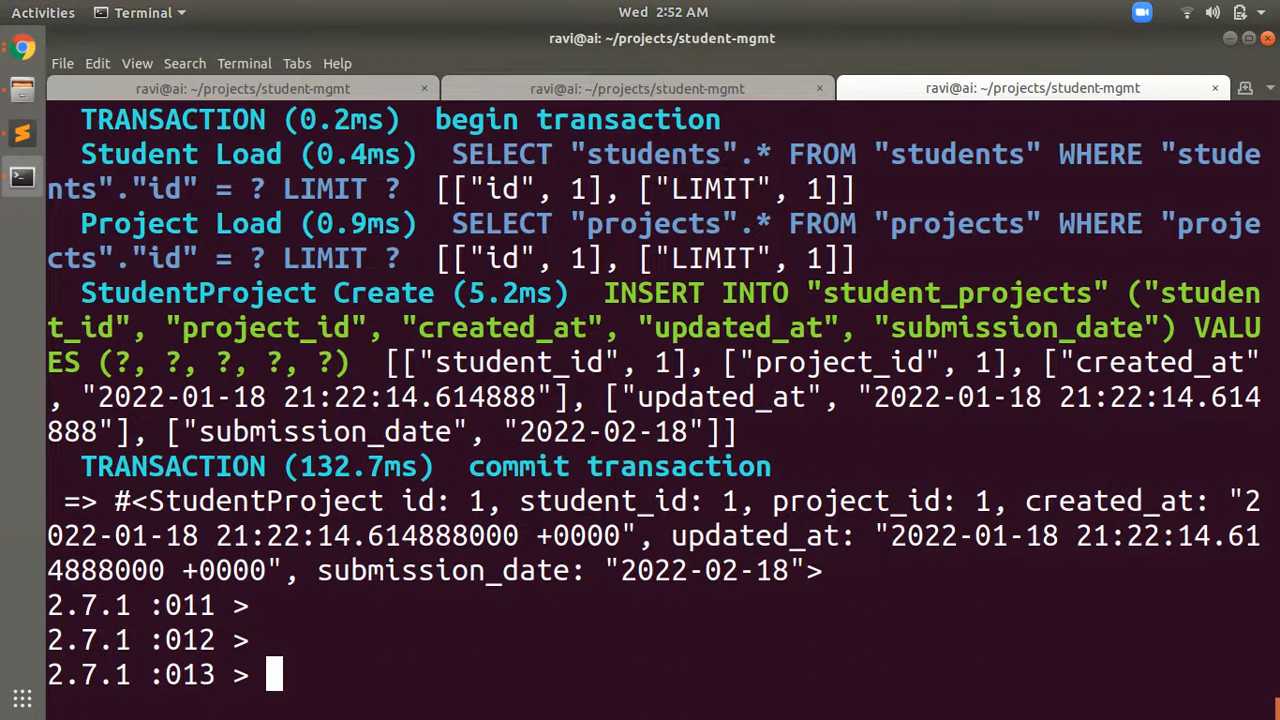 Activities Terminal Wed 2:52 AM
ravi@ai: ~/projects/student-mgmt
File Edit View Search Terminal Tabs Help
ravi@ai: ~/projects/student-mgmt × ravi@ai: ~/projects/student-mgmt × ravi@ai: ~/projects/student-mgmt ×
TRANSACTION (0.2ms) begin transaction
Student Load (0.4ms) SELECT "students".* FROM "students" WHERE "stude
nts"."id" = ? LIMIT ? [["id", 1], ["LIMIT", 1]]
Project Load (0.9ms) SELECT "projects".* FROM "projects" WHERE "proje
cts"."id" = ? LIMIT ? [["id", 1], ["LIMIT", 1]]
StudentProject Create (5.2ms) INSERT INTO "student_projects" ("studen
t_id", "project_id", "created_at", "updated_at", "submission_date") VALU
ES (?, ?, ?, ?, ?) [["student_id", 1], ["project_id", 1], ["created_at"
, "2022-01-18 21:22:14.614888"], ["updated_at", "2022-01-18 21:22:14.614
888"], ["submission_date", "2022-02-18"]]
TRANSACTION (132.7ms) commit transaction
=> #<StudentProject id: 1, student_id: 1, project_id: 1, created_at: "2
022-01-18 21:22:14.614888000 +0000", updated_at: "2022-01-18 21:22:14.61
4888000 +0000", submission_date: "2022-02-18">
2.7.1 :011 >
2.7.1 :012 >
2.7.1 :013 >